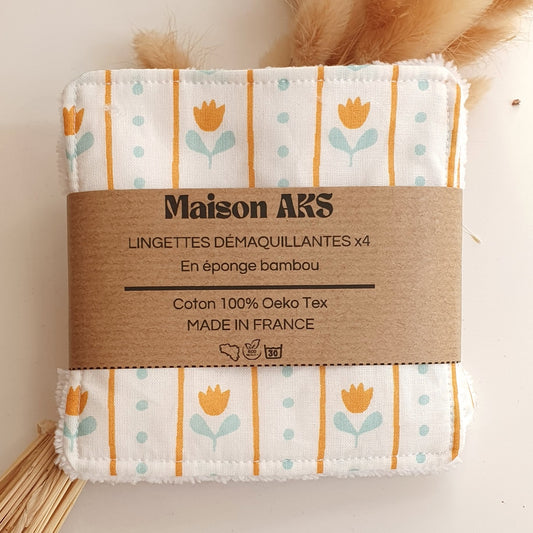 Maison AKS
LINGETTES DÉMAQUILLANTES x4
En éponge bambou
Coton 100% Oeko Tex
MADE IN FRANCE
30